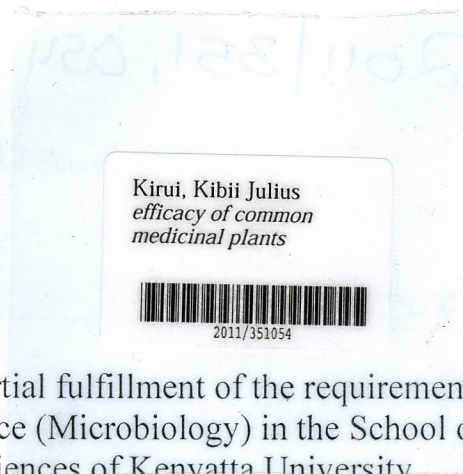 Kirui, Kibii Julius
efficacy of common
medicinal plants
2011/351054
rtial fulfillment of the requiremen
ce (Microbiology) in the School o
iences of Kenyatta University